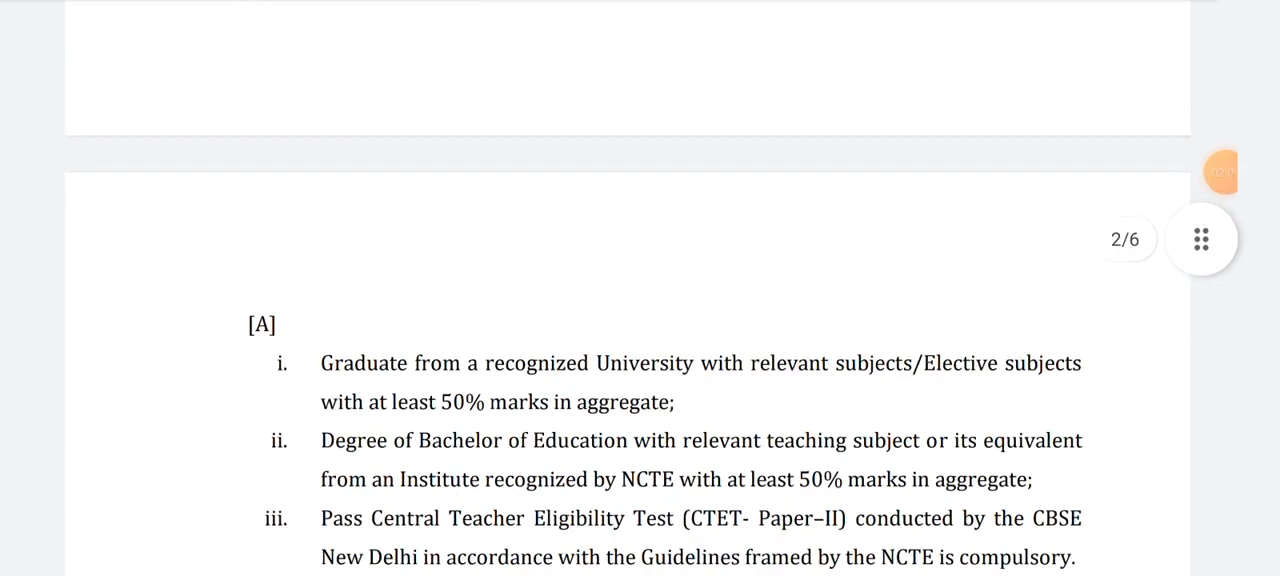 02:0
2/6
[A]
i. Graduate from a recognized University with relevant subjects/Elective subjects
with at least 50% marks in aggregate;
ii. Degree of Bachelor of Education with relevant teaching subject or its equivalent
from an Institute recognized by NCTE with at least 50% marks in aggregate;
iii. Pass Central Teacher Eligibility Test (CTET- Paper–II) conducted by the CBSE
New Delhi in accordance with the Guidelines framed by the NCTE is compulsory.